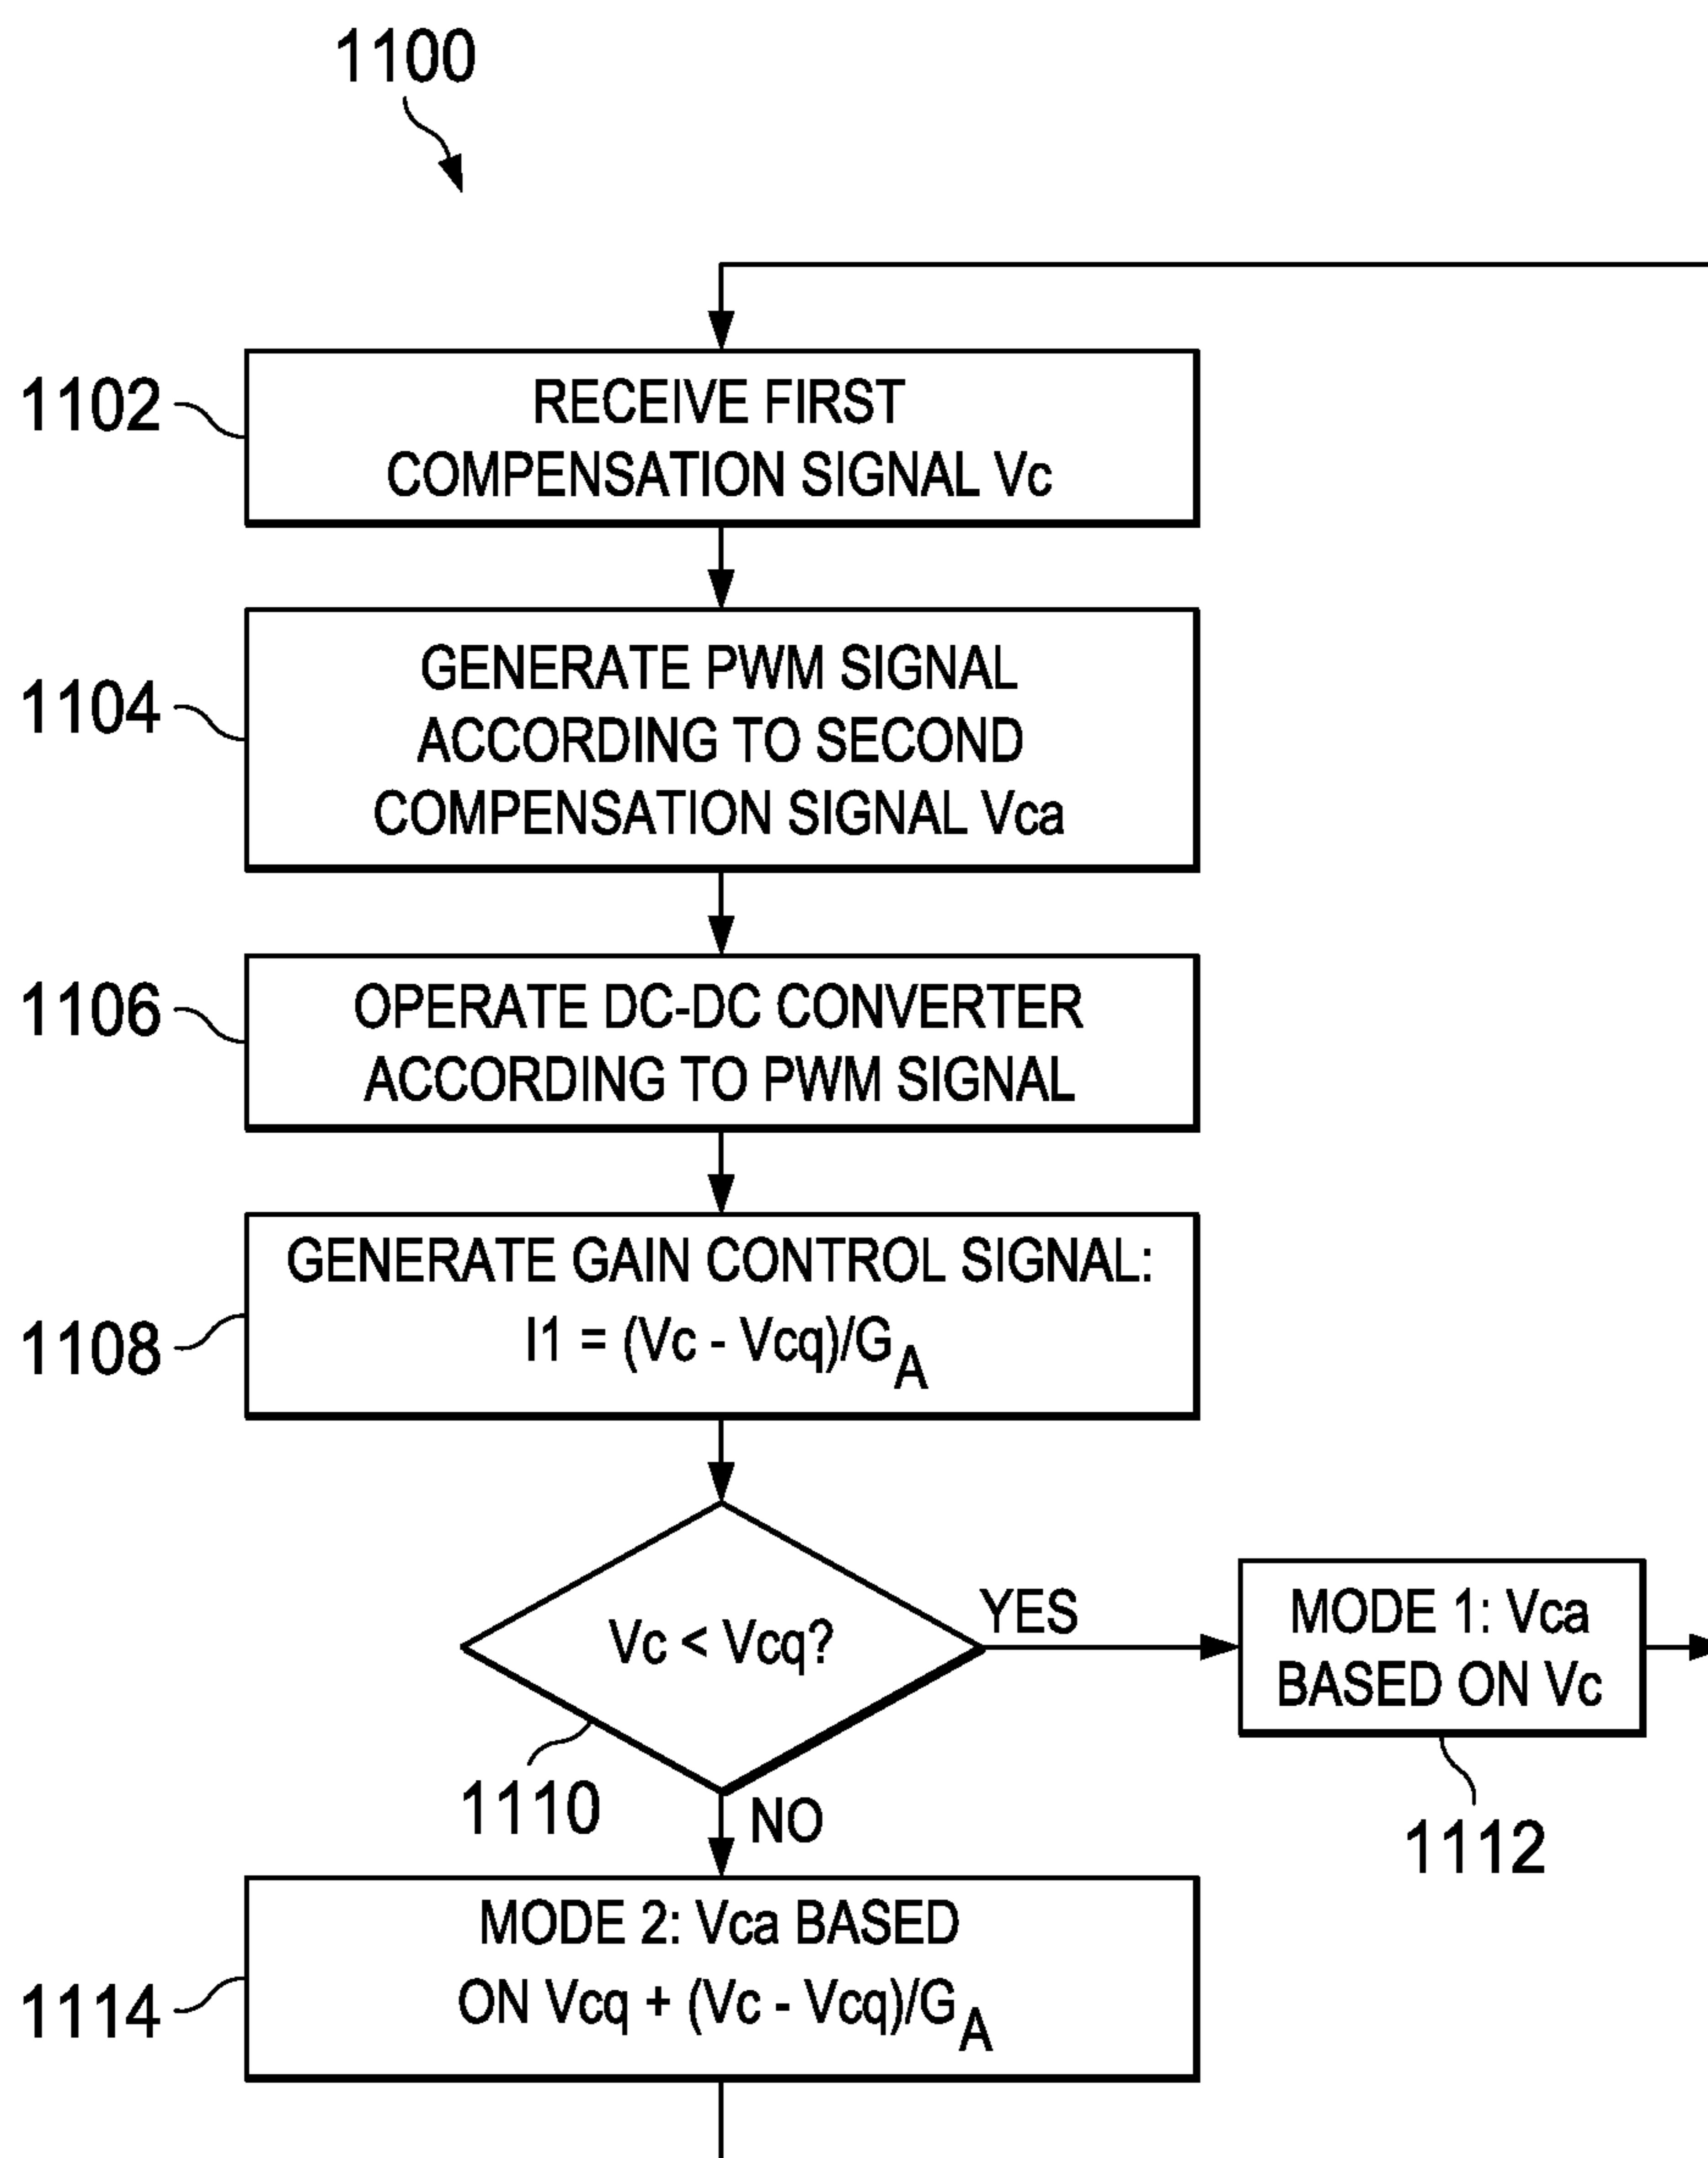 1100
1102
RECEIVE FIRST
COMPENSATION SIGNAL Vc
1104
GENERATE PWM SIGNAL
ACCORDING TO SECOND
COMPENSATION SIGNAL Vca
1106
OPERATE DC-DC CONVERTER
ACCORDING TO PWM SIGNAL
1108
GENERATE GAIN CONTROL SIGNAL:
I1 = (Vc - Vcq)/GA
Vc < Vcq?
YES
MODE 1: Vca
BASED ON Vc
1110
NO
1112
1114
MODE 2: Vca BASED
ON Vcq + (Vc - Vcq)/GA